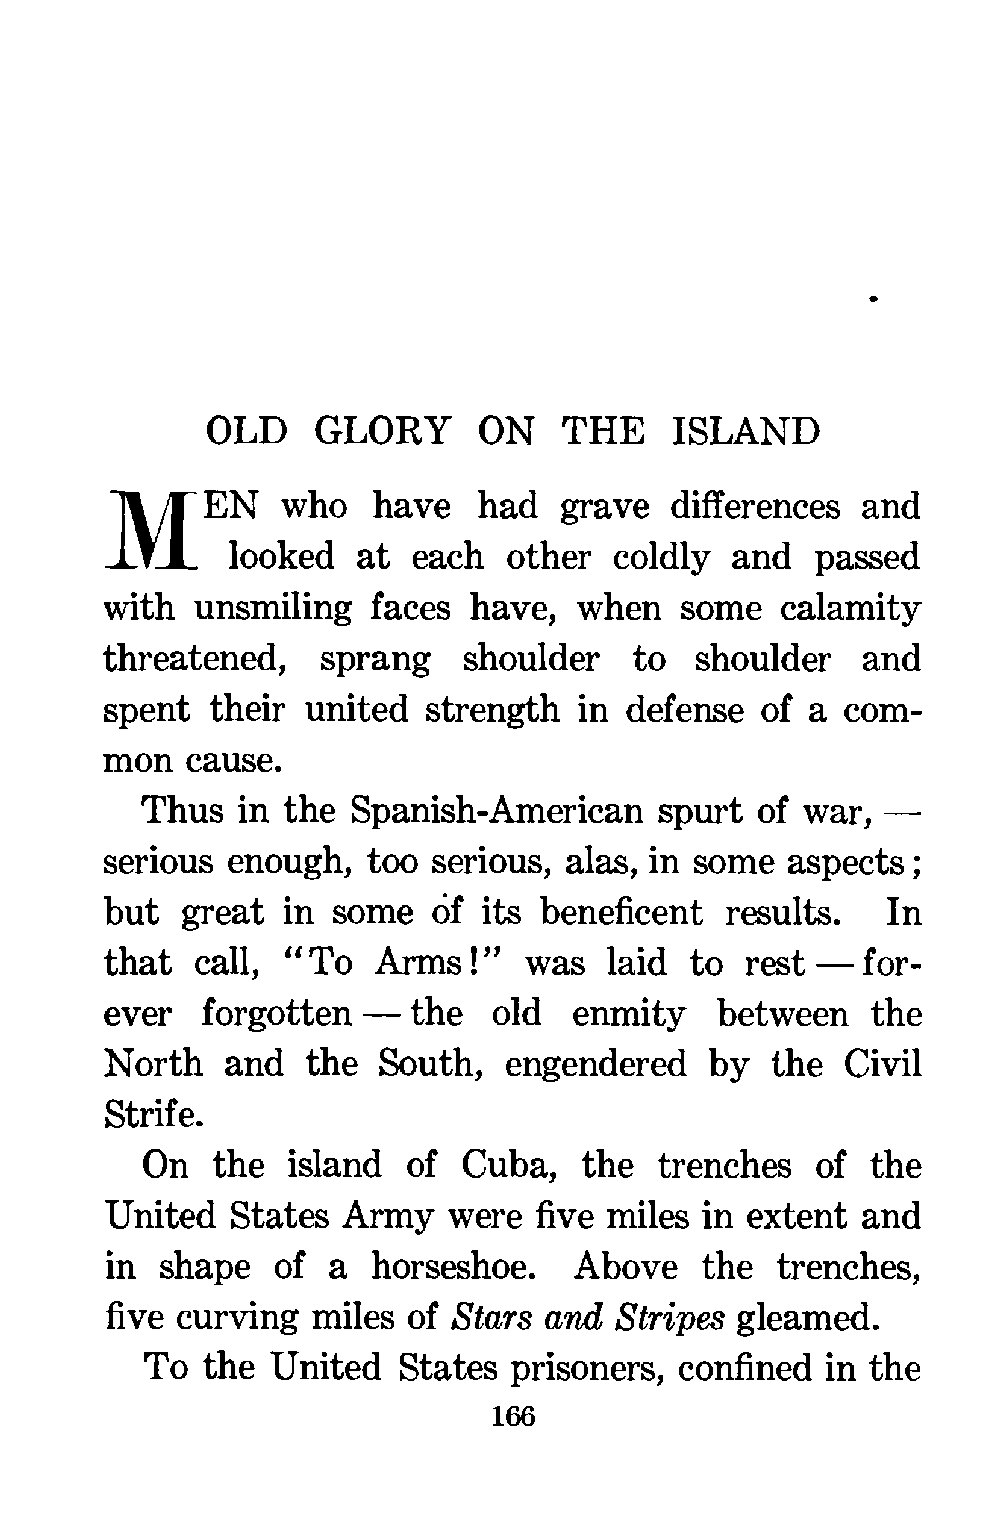 OLD GLORY ON THE ISLAND
MEN who have had grave differences and
looked at each other coldly and passed
with unsmiling faces have, when some calamity
threatened, sprang shoulder to shoulder and
spent their united strength in defense of a com-
mon cause.
Thus in the Spanish-American spurt of war, —
serious enough, too serious, alas, in some aspects;
but great in some of its beneficent results. In
that call, "To Arms!" was laid to rest — for-
ever forgotten — the old enmity between the
North and the South, engendered by the Civil
Strife.
On the island of Cuba, the trenches of the
United States Army were five miles in extent and
in shape of a horseshoe. Above the trenches,
five curving miles of Stars and Stripes gleamed.
To the United States prisoners, confined in the
166